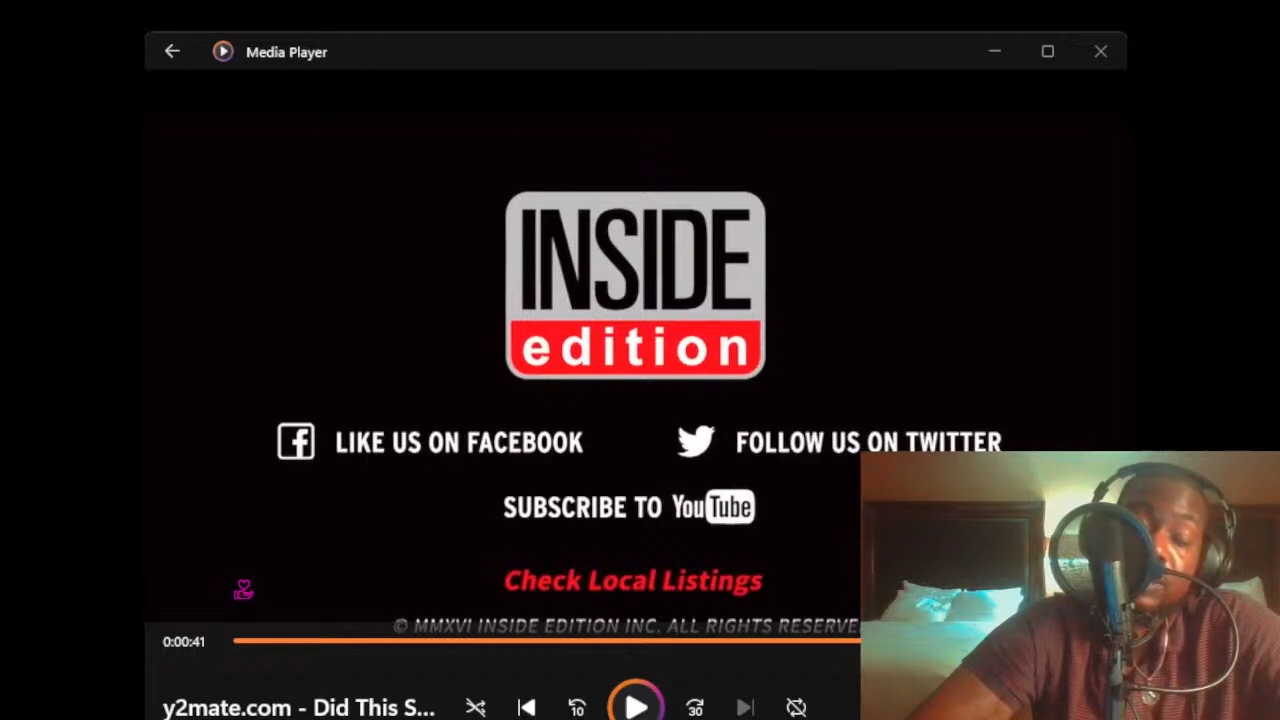 Media Player
INSIDE
edition
LIKE US ON FACEBOOK
FOLLOW US ON TWITTER
SUBSCRIBE TO YouTube
Check Local Listings
© MMXVI INSIDE EDITION INC. ALL RIGHTS RESERVE
0:00:41
y2mate.com - Did This S...
10
30